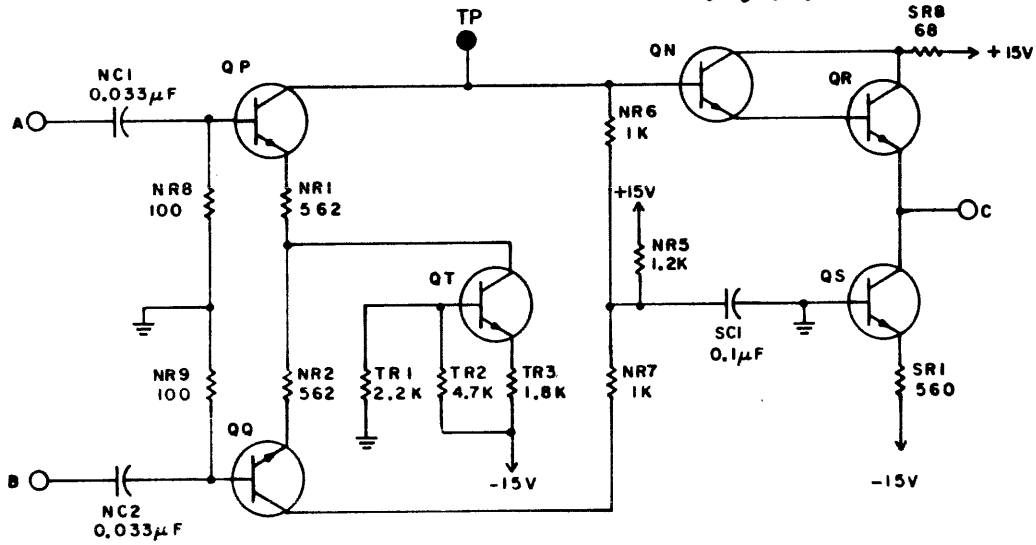 TP
SR8
68
+15V
QN
QR
NC1
0.033µF
QP
A
NR6
1K
NR8
100
NR1
562
+15V
NR5
1.2K
C
QT
QS
SC1
0.1µF
NR9
100
NR2
562
TR1
2.2K
TR2
4.7K
TR3
1.8K
NR7
1K
SR1
560
QQ
B
-15V
-15V
NC2
0.033µF